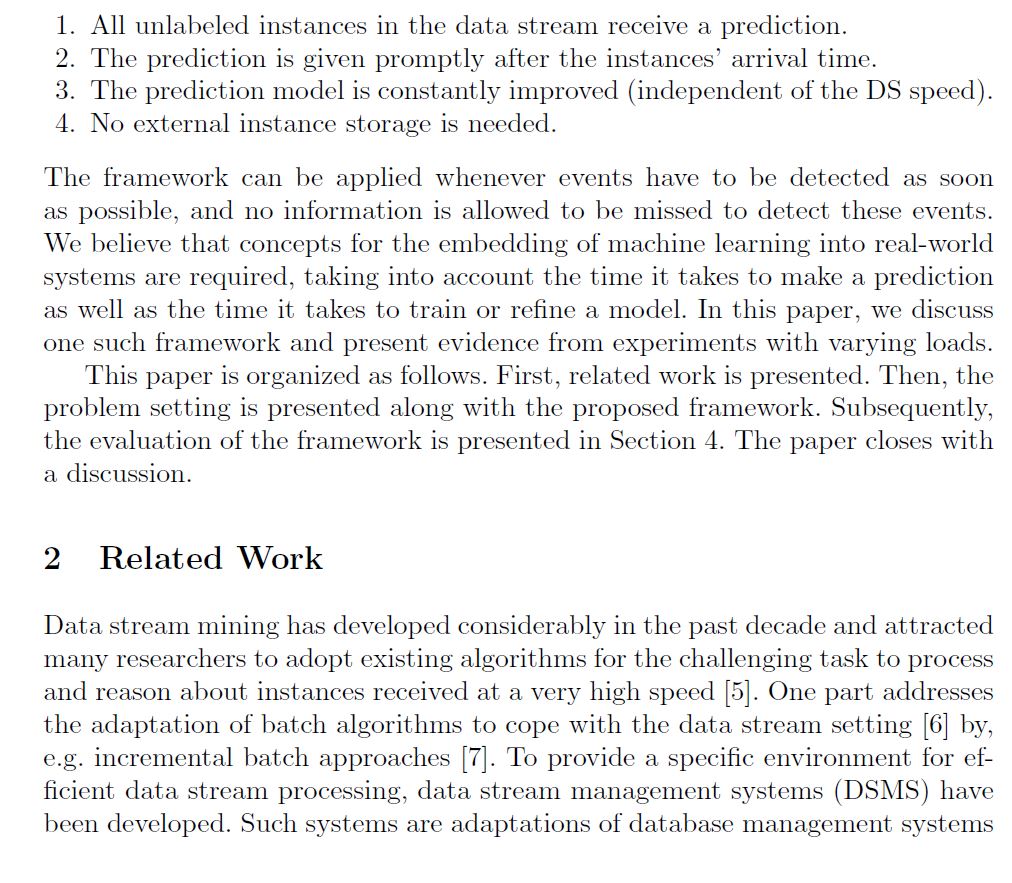 1. All unlabeled instances in the data stream receive a prediction.
2. The prediction is given promptly after the instances’ arrival time.
3. The prediction model is constantly improved (independent of the DS speed).
4. No external instance storage is needed.
The framework can be applied whenever events have to be detected as soon
as possible, and no information is allowed to be missed to detect these events.
We believe that concepts for the embedding of machine learning into real-world
systems are required, taking into account the time it takes to make a prediction
as well as the time it takes to train or refine a model. In this paper, we discuss
one such framework and present evidence from experiments with varying loads.
This paper is organized as follows. First, related work is presented. Then, the
problem setting is presented along with the proposed framework. Subsequently,
the evaluation of the framework is presented in Section 4. The paper closes with
a discussion.
2 Related Work
Data stream mining has developed considerably in the past decade and attracted
many researchers to adopt existing algorithms for the challenging task to process
and reason about instances received at a very high speed [5]. One part addresses
the adaptation of batch algorithms to cope with the data stream setting [6] by,
e.g. incremental batch approaches [7]. To provide a specific environment for ef-
ficient data stream processing, data stream management systems (DSMS) have
been developed. Such systems are adaptations of database management systems